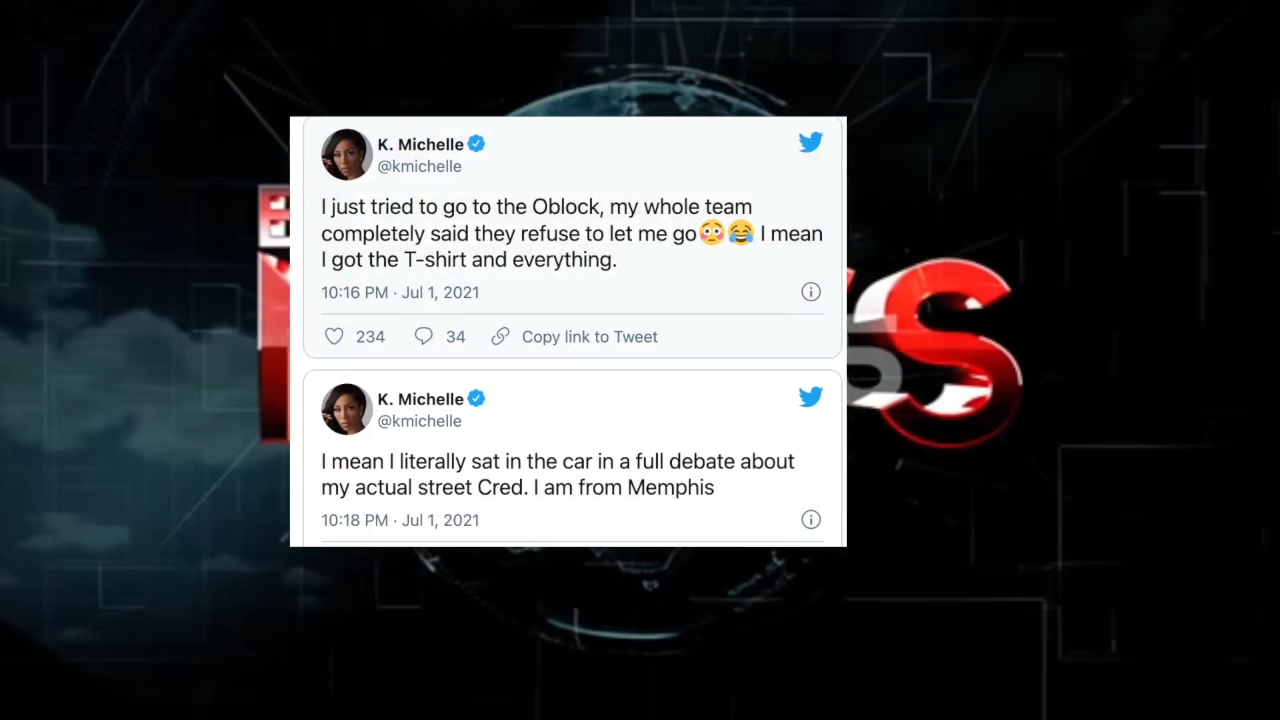 K. Michelle
@kmichelle
I just tried to go to the Oblock, my whole team
completely said they refuse to let me go😳😂 I mean
I got the T-shirt and everything.
10:16 PM · Jul 1, 2021
234 34 Copy link to Tweet
K. Michelle
@kmichelle
I mean I literally sat in the car in a full debate about
my actual street Cred. I am from Memphis
10:18 PM · Jul 1, 2021